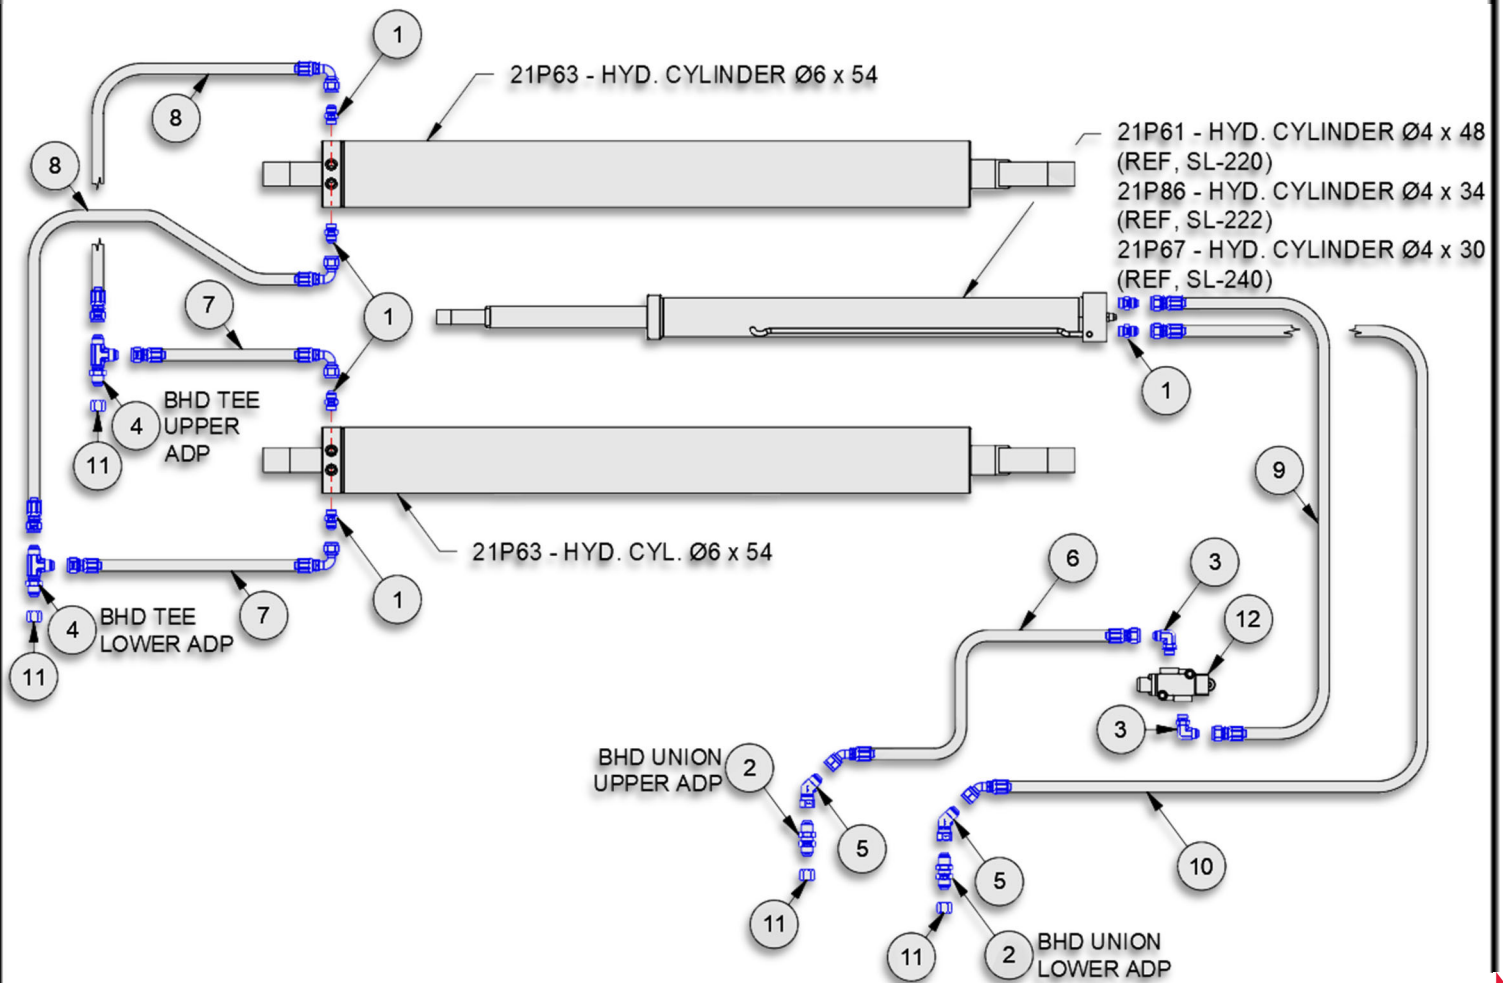 1
21P63 - HYD. CYLINDER Ø6 x 54
8
21P61 - HYD. CYLINDER Ø4 x 48
(REF, SL-220)
8
21P86 - HYD. CYLINDER Ø4 x 34
(REF, SL-222)
21P67 - HYD. CYLINDER Ø4 x 30
(REF, SL-240)
7
1
1
BHD TEE
UPPER
ADP
4
11
9
21P63 - HYD. CYL. Ø6 x 54
6
3
1
7
12
BHD TEE
LOWER ADP
4
11
3
BHD UNION
UPPER ADP
2
5
10
5
11
BHD UNION
LOWER ADP
2
11